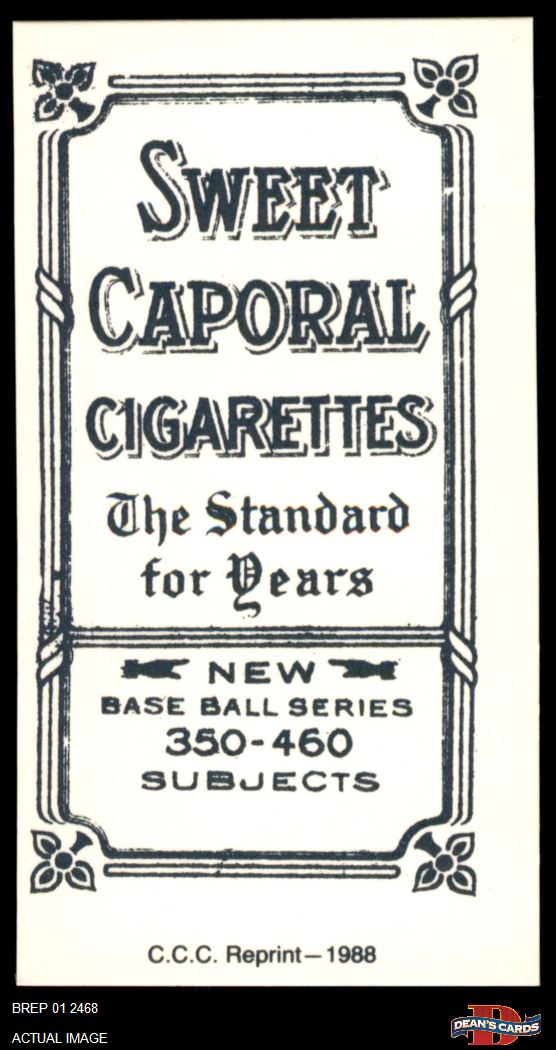 SWEET
CAPORAL
CIGARETTES
The Standard
for Years
NEW
BASE BALL SERIES
350-460
SUBJECTS
C.C.C. Reprint—1988
BREP 01 2468
ACTUAL IMAGE
D
DEAN'S CARDS